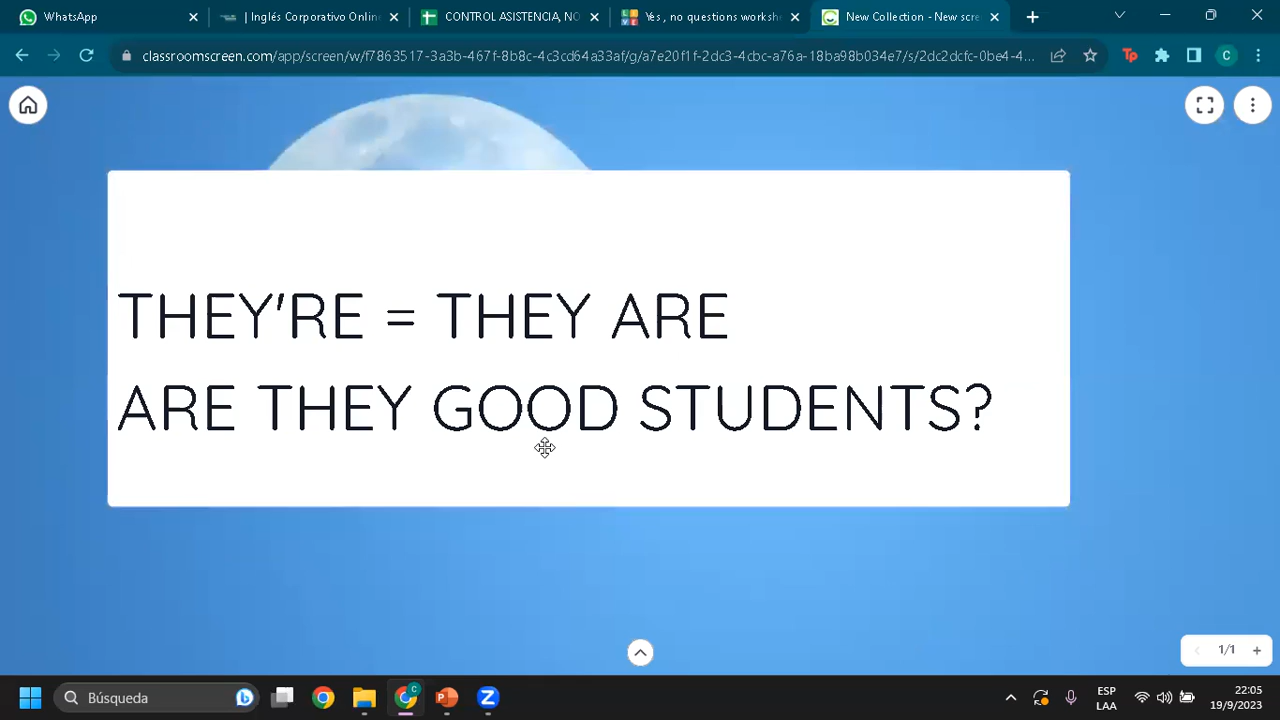 WhatsApp
| Inglés Corporativo Online
CONTROL ASISTENCIA, NO
Yes, no questions worksh
New Collection - New scre
classroomscreen.com/app/screen/w/f7863517-3a3b-467f-8b8c-4c3cd64a33af/g/a7e20f1f-2dc3-4cbc-a76a-18ba98b034e7/s/2dc2dcfc-0be4-4...
Tp
C
THEY'RE = THEY ARE
ARE THEY GOOD STUDENTS?
1/1
Búsqueda
ESP
LAA
22:05
19/9/2023